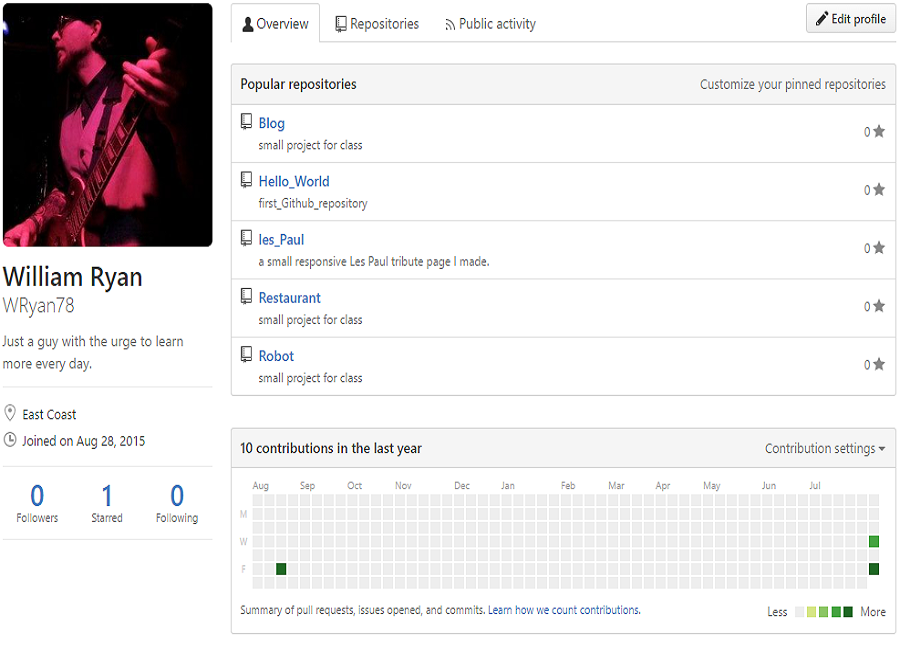 Overview Repositories Public activity Edit profile
William Ryan
WRyan78
Just a guy with the urge to learn
more every day.
East Coast
Joined on Aug 28, 2015
0 1 0
Followers Starred Following
Popular repositories Customize your pinned repositories
Blog
small project for class
0
Hello_World
first_Github_repository
0
les_Paul
a small responsive Les Paul tribute page I made.
0
Restaurant
small project for class
0
Robot
small project for class
0
10 contributions in the last year Contribution settings
Aug Sep Oct Nov Dec Jan Feb Mar Apr May Jun Jul
M
W
F
Summary of pull requests, issues opened, and commits. Learn how we count contributions. Less More